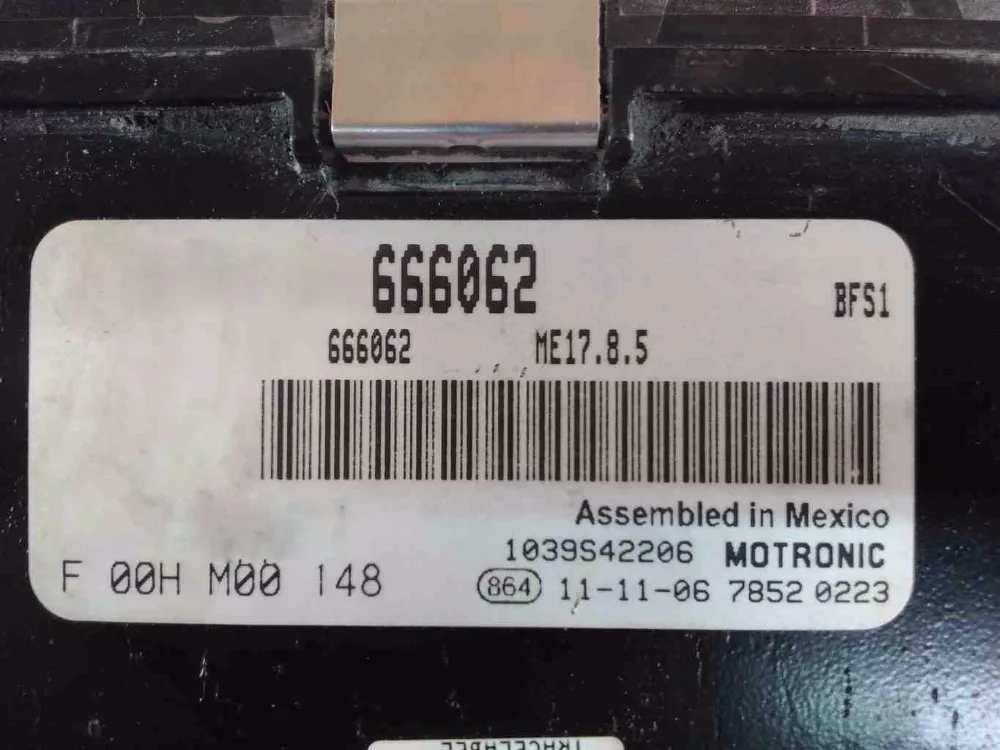 666062
BFS1
666062 ME17.8.5
Assembled in Mexico
1039S42206 MOTRONIC
F 00H M00 148
864 11-11-06 7852 0223
TRACELABEL